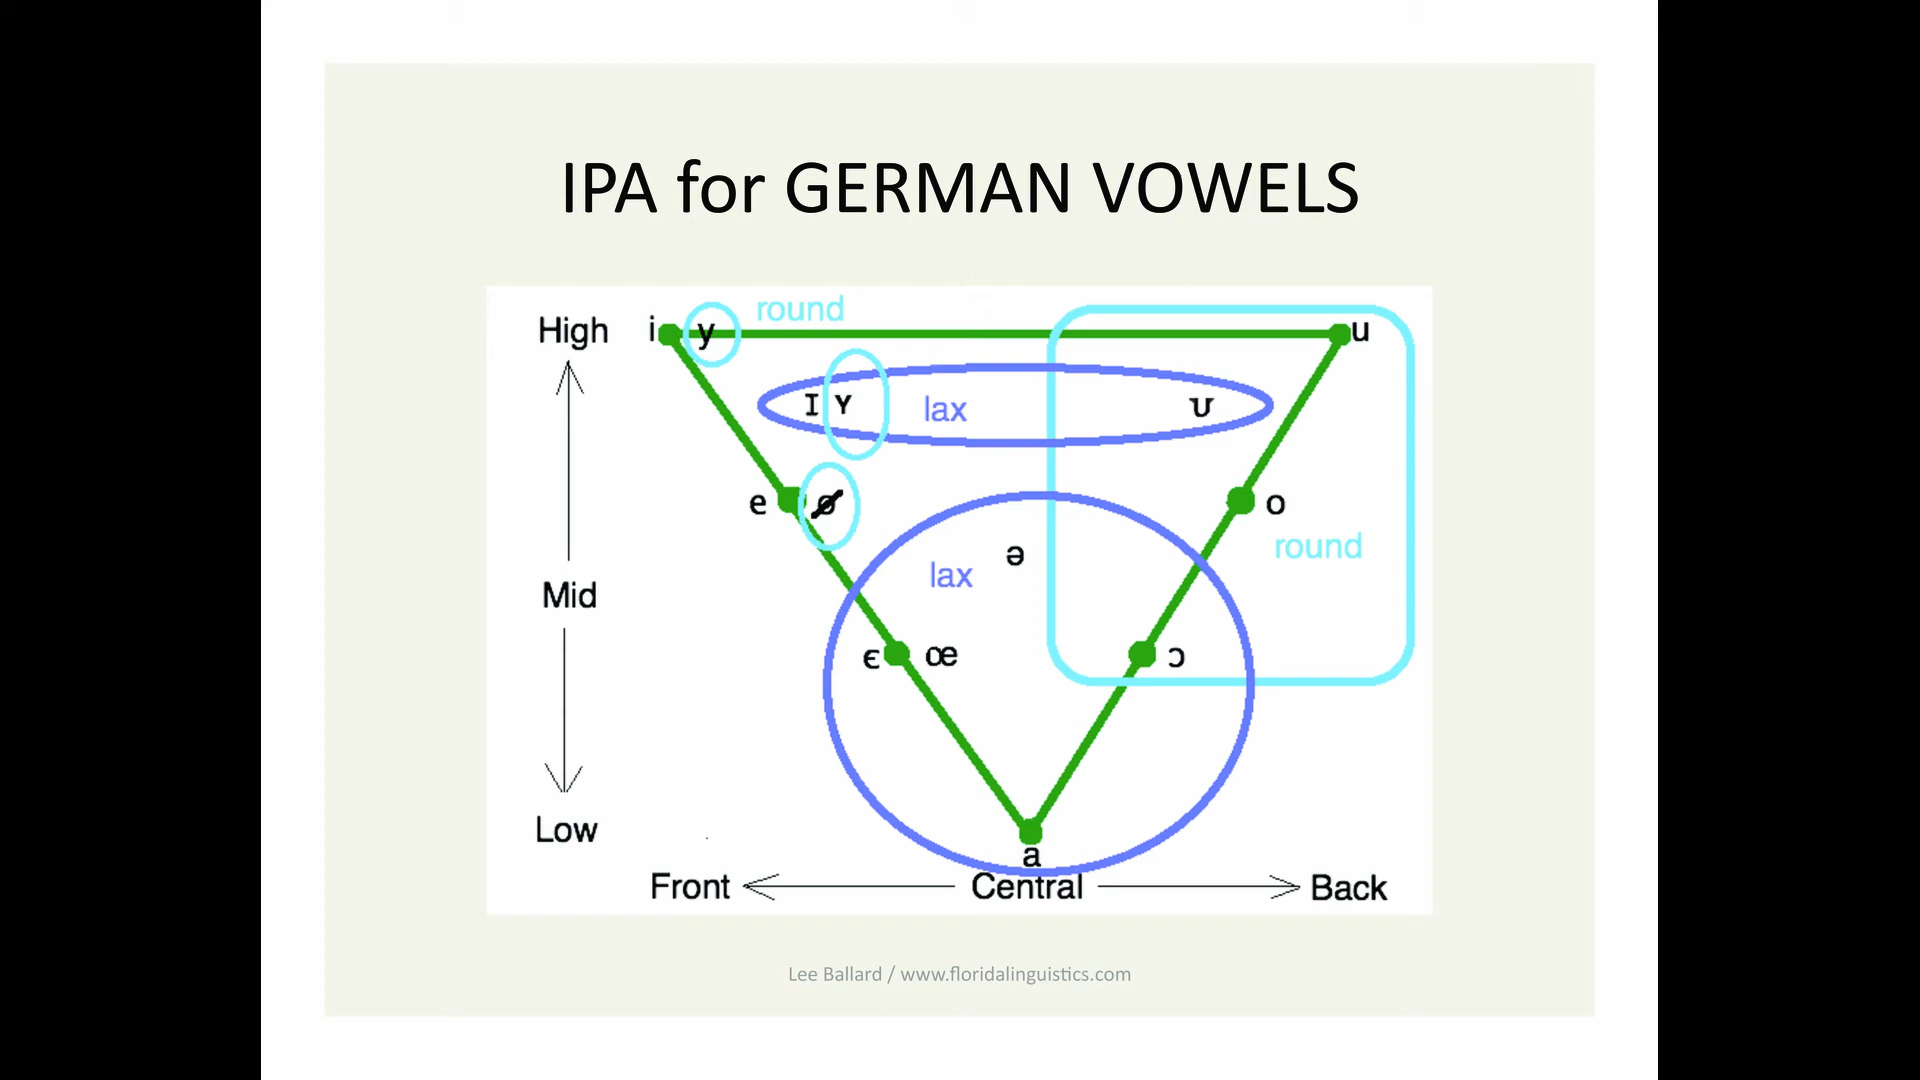 IPA for GERMAN VOWELS
round
High i y u
I ʏ lax ʊ
e ø o
round
ə
lax
Mid
ɛ œ ɔ
Low
a
Front Central Back
Lee Ballard / www.floridalinguistics.com